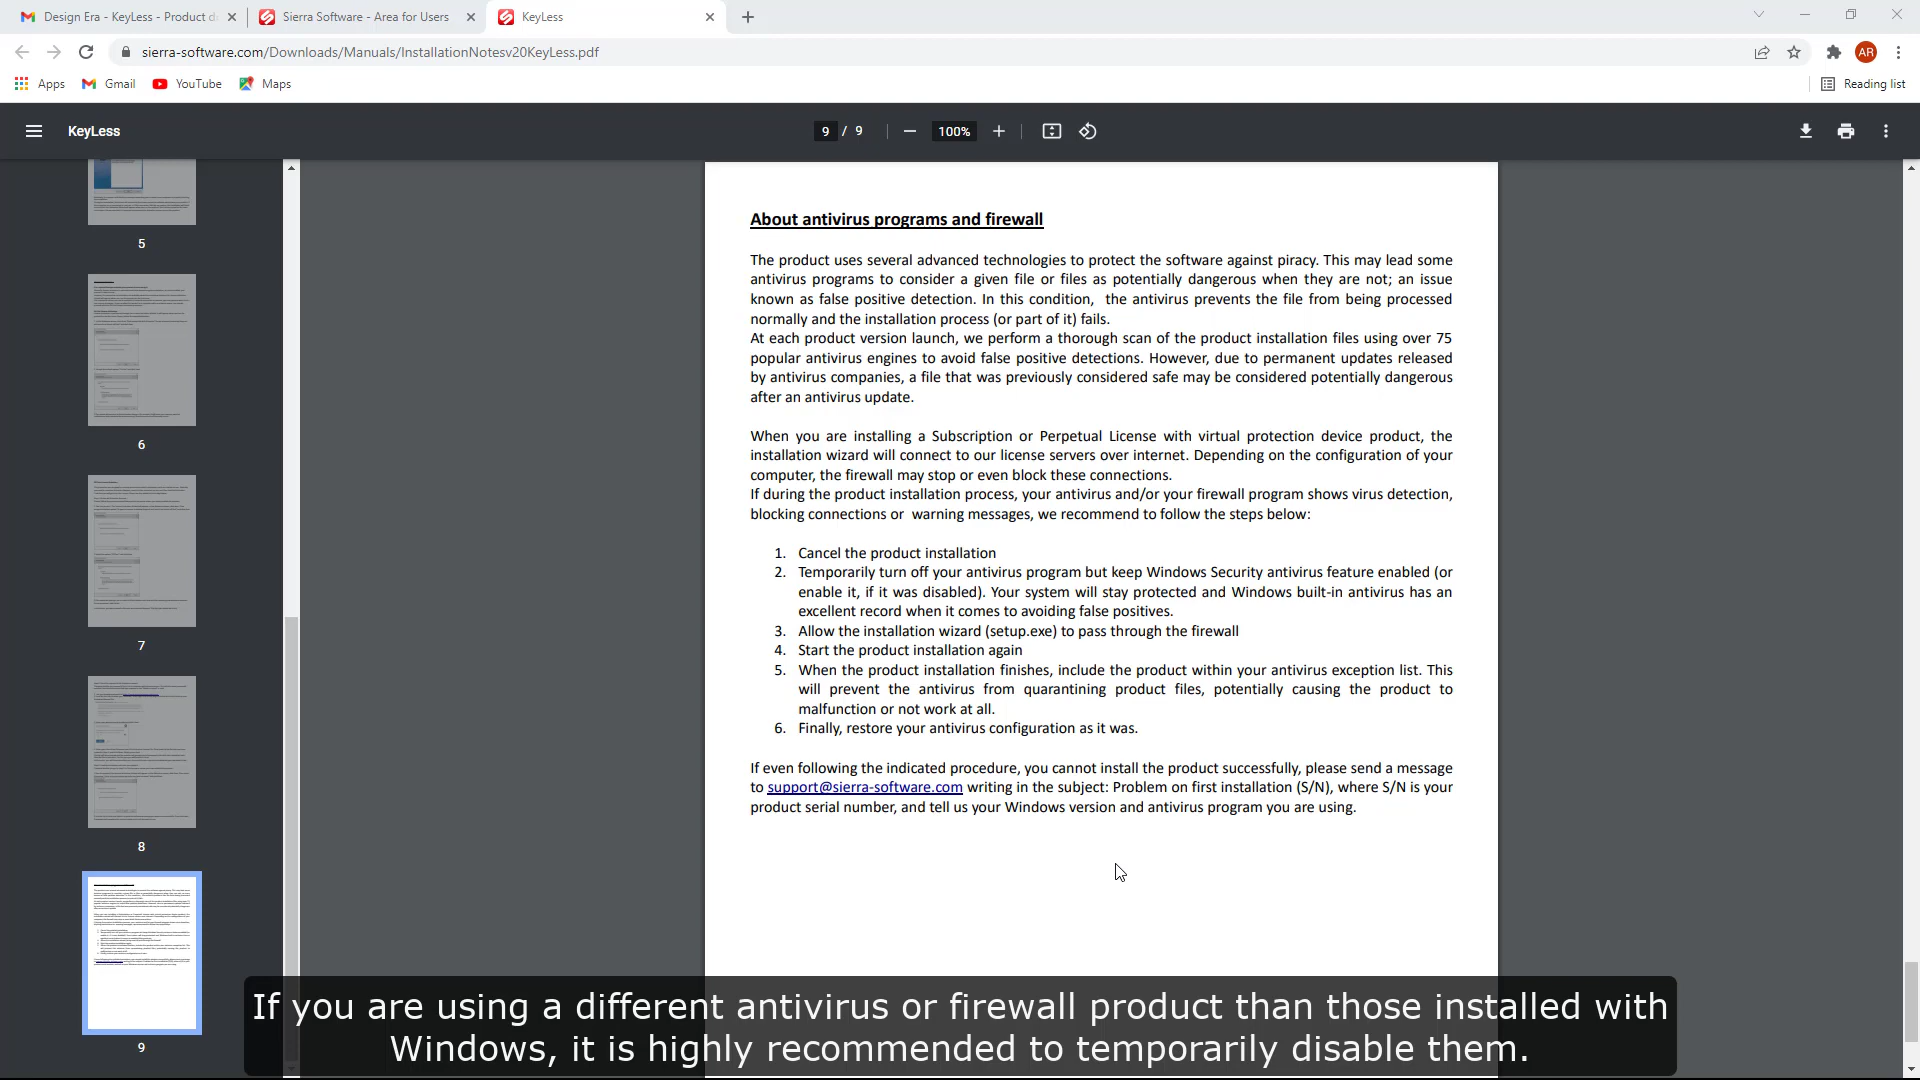 Design Era - KeyLess - Product d
Sierra Software - Area for Users
KeyLess
sierra-software.com/Downloads/Manuals/InstallationNotesv20KeyLess.pdf
AR
Apps
Gmail
YouTube
Maps
Reading list
KeyLess
9 / 9
100%
5
6
7
8
9
About antivirus programs and firewall
The product uses several advanced technologies to protect the software against piracy. This may lead some
antivirus programs to consider a given file or files as potentially dangerous when they are not; an issue
known as false positive detection. In this condition, the antivirus prevents the file from being processed
normally and the installation process (or part of it) fails.
At each product version launch, we perform a thorough scan of the product installation files using over 75
popular antivirus engines to avoid false positive detections. However, due to permanent updates released
by antivirus companies, a file that was previously considered safe may be considered potentially dangerous
after an antivirus update.
When you are installing a Subscription or Perpetual License with virtual protection device product, the
installation wizard will connect to our license servers over internet. Depending on the configuration of your
computer, the firewall may stop or even block these connections.
If during the product installation process, your antivirus and/or your firewall program shows virus detection,
blocking connections or warning messages, we recommend to follow the steps below:
1. Cancel the product installation
2. Temporarily turn off your antivirus program but keep Windows Security antivirus feature enabled (or
enable it, if it was disabled). Your system will stay protected and Windows built-in antivirus has an
excellent record when it comes to avoiding false positives.
3. Allow the installation wizard (setup.exe) to pass through the firewall
4. Start the product installation again
5. When the product installation finishes, include the product within your antivirus exception list. This
will prevent the antivirus from quarantining product files, potentially causing the product to
malfunction or not work at all.
6. Finally, restore your antivirus configuration as it was.
If even following the indicated procedure, you cannot install the product successfully, please send a message
to support@sierra-software.com writing in the subject: Problem on first installation (S/N), where S/N is your
product serial number, and tell us your Windows version and antivirus program you are using.
If you are using a different antivirus or firewall product than those installed with
Windows, it is highly recommended to temporarily disable them.